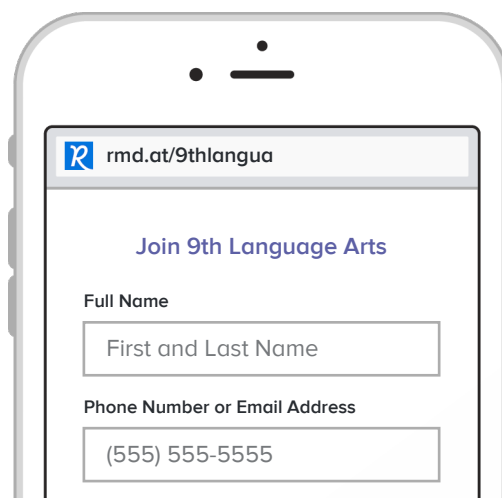 rmd.at/9thlangua
Join 9th Language Arts
Full Name
First and Last Name
Phone Number or Email Address
(555) 555-5555